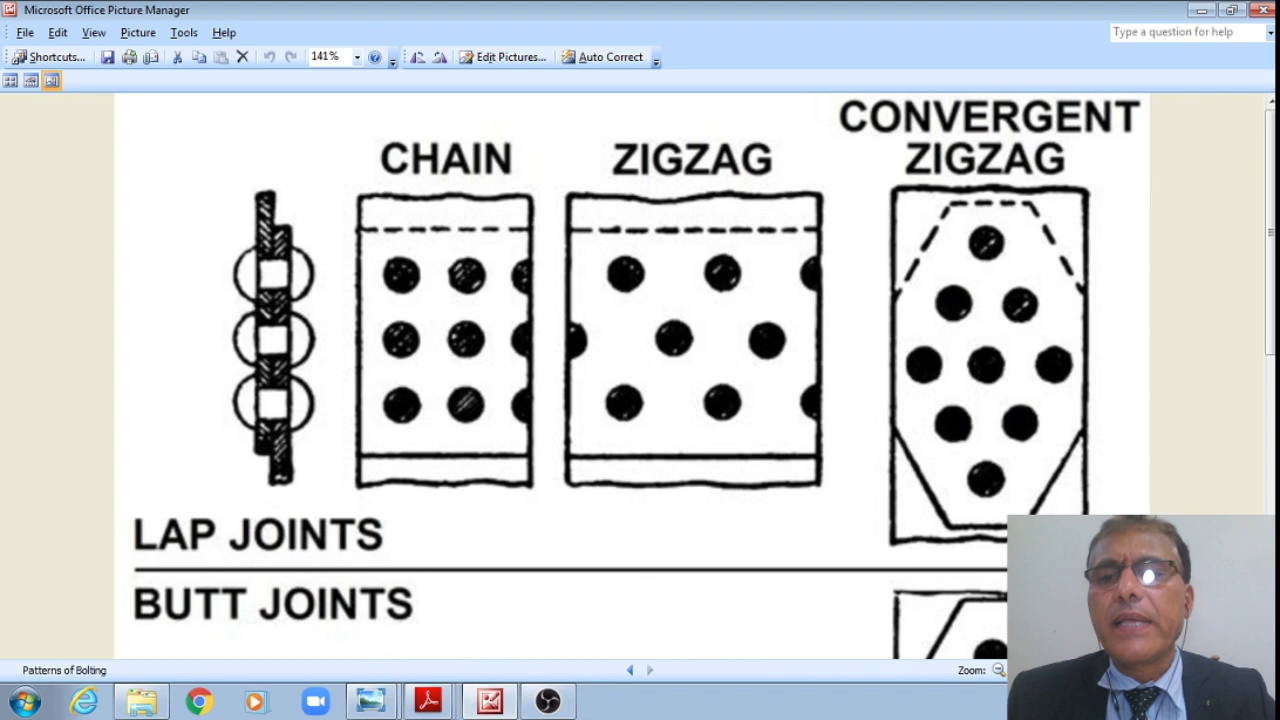 Microsoft Office Picture Manager
File Edit View Picture Tools Help
Type a question for help
Shortcuts... 141% Edit Pictures... Auto Correct
CONVERGENT
CHAIN ZIGZAG ZIGZAG
LAP JOINTS
BUTT JOINTS
Patterns of Bolting
Zoom: